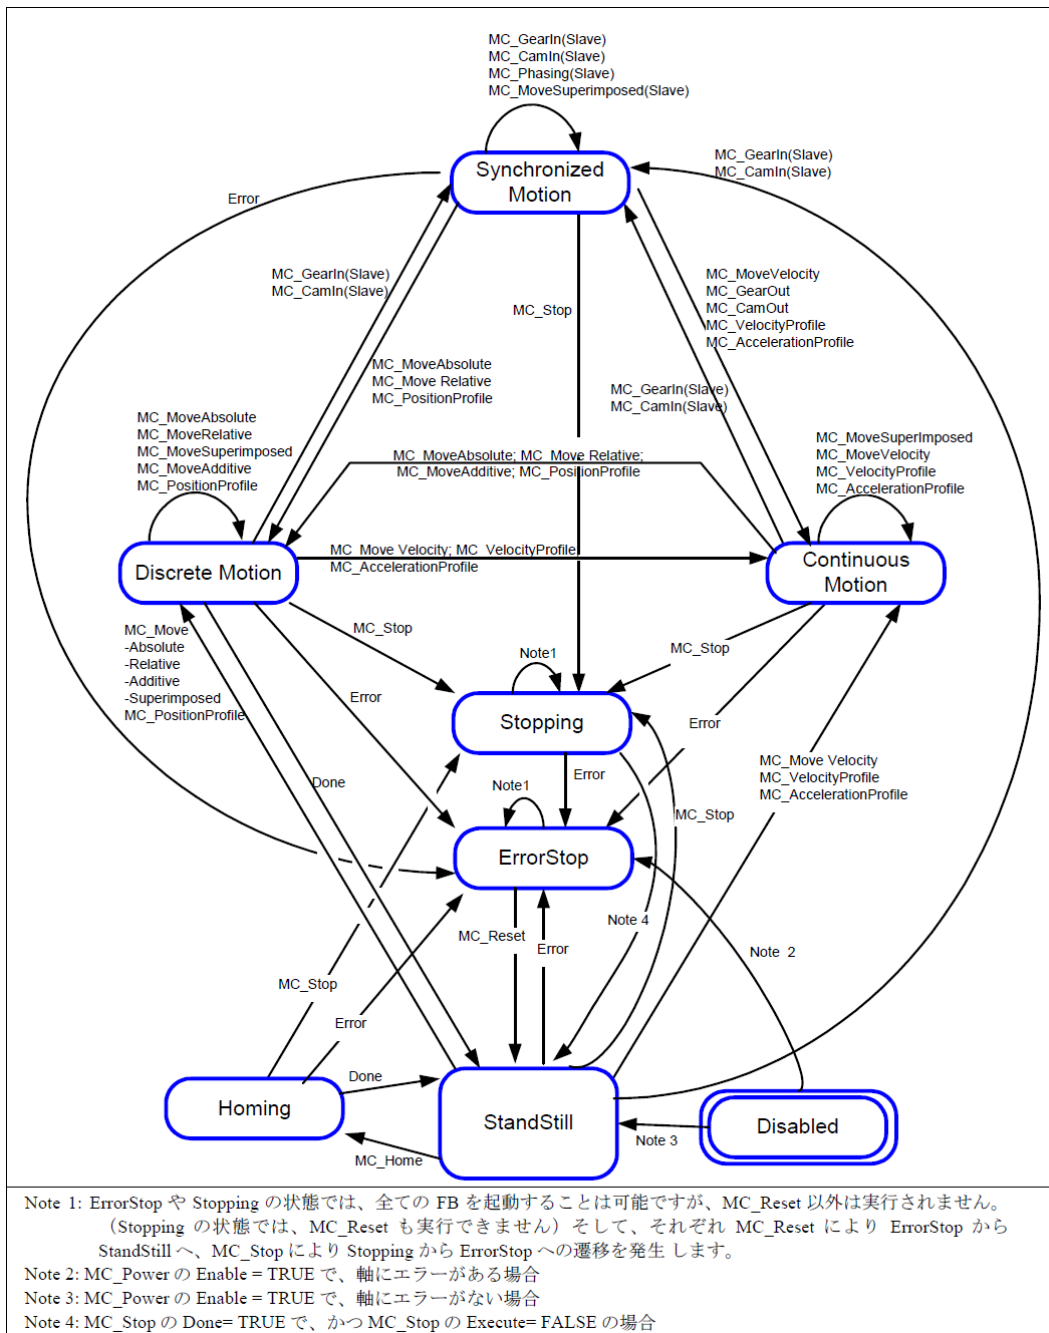 MC_GearIn(Slave)
MC_CamIn(Slave)
MC_Phasing(Slave)
MC_MoveSuperimposed(Slave)
MC_GearIn(Slave)
MC_CamIn(Slave)
Synchronized
Motion
Error
MC_GearIn(Slave)
MC_CamIn(Slave)
MC_MoveVelocity
MC_GearOut
MC_CamOut
MC_VelocityProfile
MC_AccelerationProfile
MC_Stop
MC_MoveAbsolute
MC_Move Relative
MC_PositionProfile
MC_GearIn(Slave)
MC_CamIn(Slave)
MC_MoveAbsolute
MC_MoveRelative
MC_MoveSuperimposed
MC_MoveAdditive
MC_PositionProfile
MC_MoveAbsolute; MC_Move Relative;
MC_MoveAdditive; MC_PositionProfile
MC_MoveSuperImposed
MC_MoveVelocity
MC_VelocityProfile
MC_AccelerationProfile
Discrete Motion
MC_Move Velocity; MC_VelocityProfile
MC_AccelerationProfile
Continuous
Motion
MC_Move
-Absolute
-Relative
-Additive
-Superimposed
MC_PositionProfile
MC_Stop
Note1
MC_Stop
Error
Stopping
Error
Done
Note1
Error
MC_Move Velocity
MC_VelocityProfile
MC_AccelerationProfile
MC_Stop
ErrorStop
MC_Reset
Error
Note 4
Note 2
MC_Stop
Error
Done
Homing
StandStill
Disabled
Note 3
MC_Home
Note 1: ErrorStop や Stopping の状態では、全ての FB を起動することは可能ですが、MC_Reset 以外は実行されません。
（Stopping の状態では、MC_Reset も実行できません）そして、それぞれ MC_Reset により ErrorStop から
StandStill へ、MC_Stop により Stopping から ErrorStop への遷移を発生 します。
Note 2: MC_Power の Enable = TRUE で、軸にエラーがある場合
Note 3: MC_Power の Enable = TRUE で、軸にエラーがない場合
Note 4: MC_Stop の Done= TRUE で、かつ MC_Stop の Execute= FALSE の場合